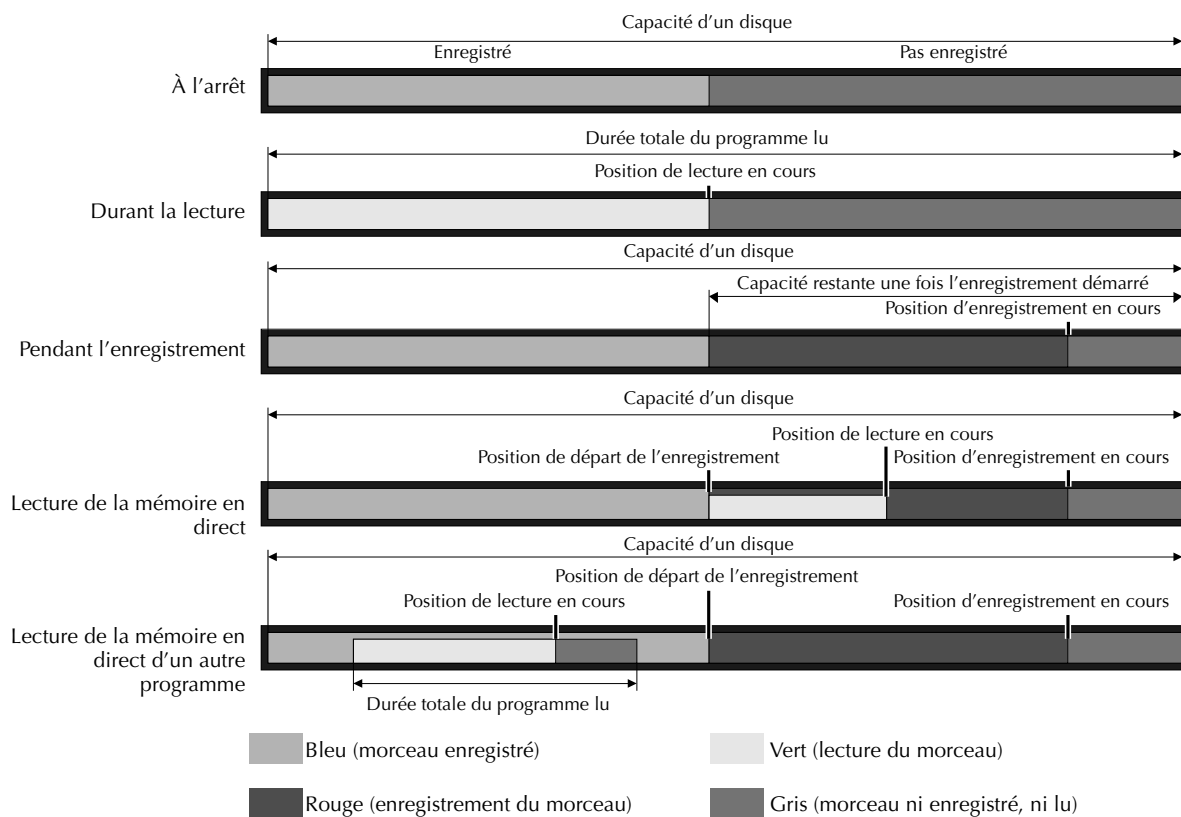 Capacité d'un disque
Enregistré
Pas enregistré
À l'arrêt
Durée totale du programme lu
Position de lecture en cours
Durant la lecture
Capacité d'un disque
Capacité restante une fois l'enregistrement démarré
Position d'enregistrement en cours
Pendant l'enregistrement
Capacité d'un disque
Position de lecture en cours
Position de départ de l'enregistrement
Position d'enregistrement en cours
Lecture de la mémoire en
direct
Capacité d'un disque
Position de départ de l'enregistrement
Position de lecture en cours
Position d'enregistrement en cours
Lecture de la mémoire en
direct d'un autre
programme
Durée totale du programme lu
Bleu (morceau enregistré)
Vert (lecture du morceau)
Rouge (enregistrement du morceau)
Gris (morceau ni enregistré, ni lu)